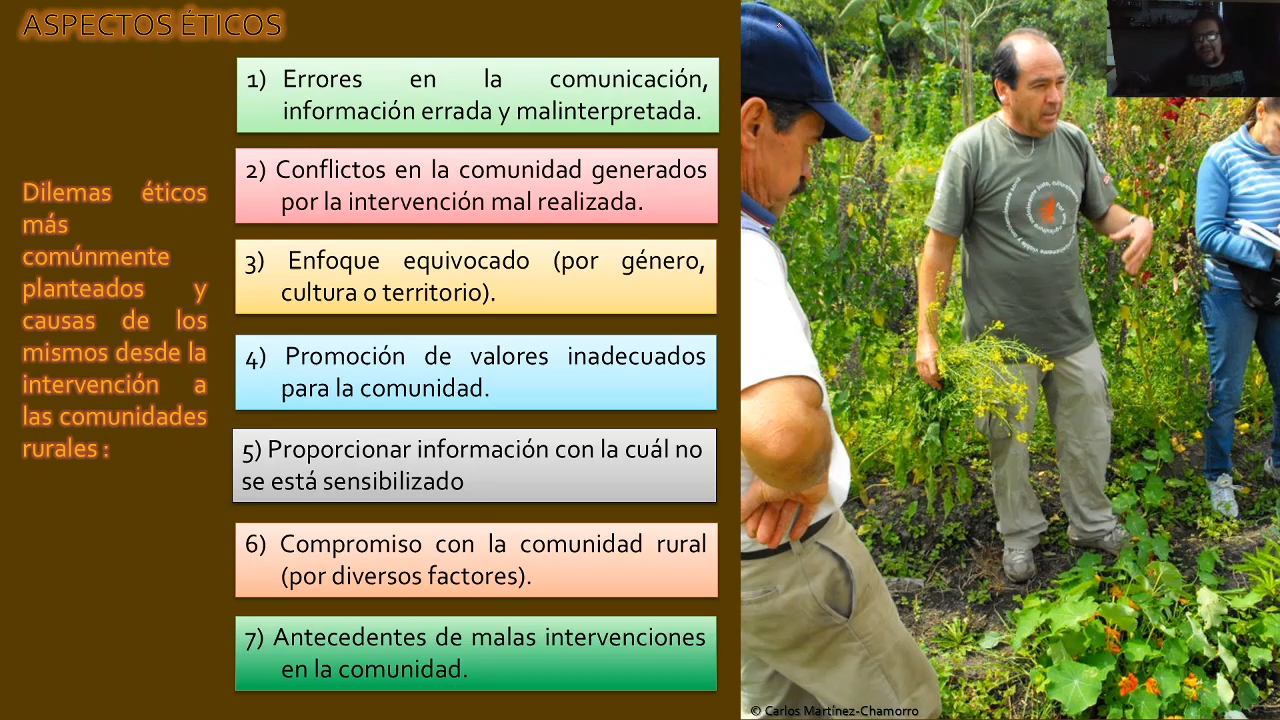 ASPECTOS ÉTICOS
Dilemas éticos
más
comúnmente
planteados y
causas de los
mismos desde la
intervención a
las comunidades
rurales :
1) Errores en la comunicación,
información errada y malinterpretada.
2) Conflictos en la comunidad generados
por la intervención mal realizada.
3) Enfoque equivocado (por género,
cultura o territorio).
4) Promoción de valores inadecuados
para la comunidad.
5) Proporcionar información con la cuál no
se está sensibilizado
6) Compromiso con la comunidad rural
(por diversos factores).
7) Antecedentes de malas intervenciones
en la comunidad.
© Carlos Martínez-Chamorro